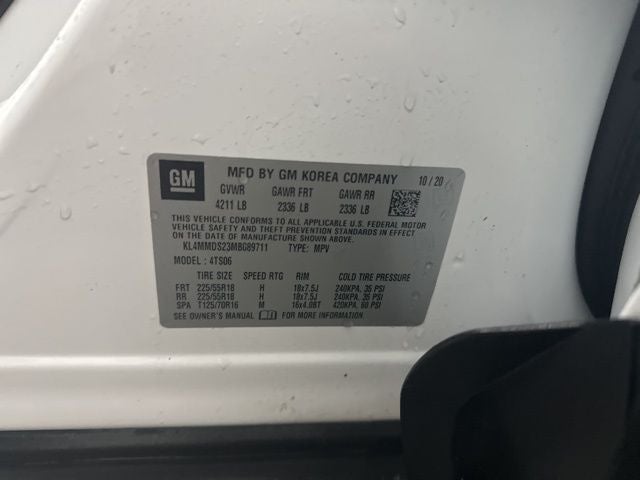 GM
MFD BY GM KOREA COMPANY 10/20
GVWR GAWR FRT GAWR RR
4211 LB 2336 LB 2336 LB
THIS VEHICLE CONFORMS TO ALL APPLICABLE U.S. FEDERAL MOTOR
VEHICLE SAFETY AND THEFT PREVENTION STANDARDS IN EFFECT
ON THE DATE OF MANUFACTURE SHOWN ABOVE.
KL4MMDS23MB089711 TYPE: MPV
MODEL: 4TS06
TIRE SIZE SPEED RTG RIM COLD TIRE PRESSURE
FRT 225/55R18 H 18x7.5J 240KPA, 35 PSI
RR 225/55R18 H 18x7.5J 240KPA, 35 PSI
SPA T125/70R16 M 16x4.0BT 420KPA, 60 PSI
SEE OWNER'S MANUAL FOR MORE INFORMATION